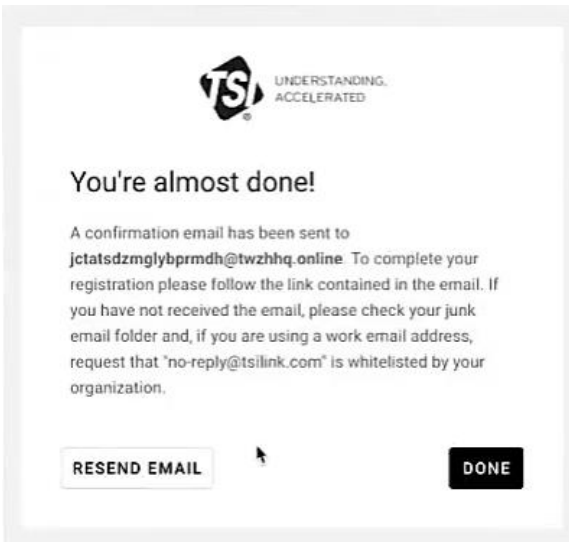 TSI
®
UNDERSTANDING,
ACCELERATED
You're almost done!
A confirmation email has been sent to
jctatsdzmglybprmdh@twzhhq.online. To complete your
registration please follow the link contained in the email. If
you have not received the email, please check your junk
email folder and, if you are using a work email address,
request that "no-reply@tsilink.com" is whitelisted by your
organization.
RESEND EMAIL
DONE